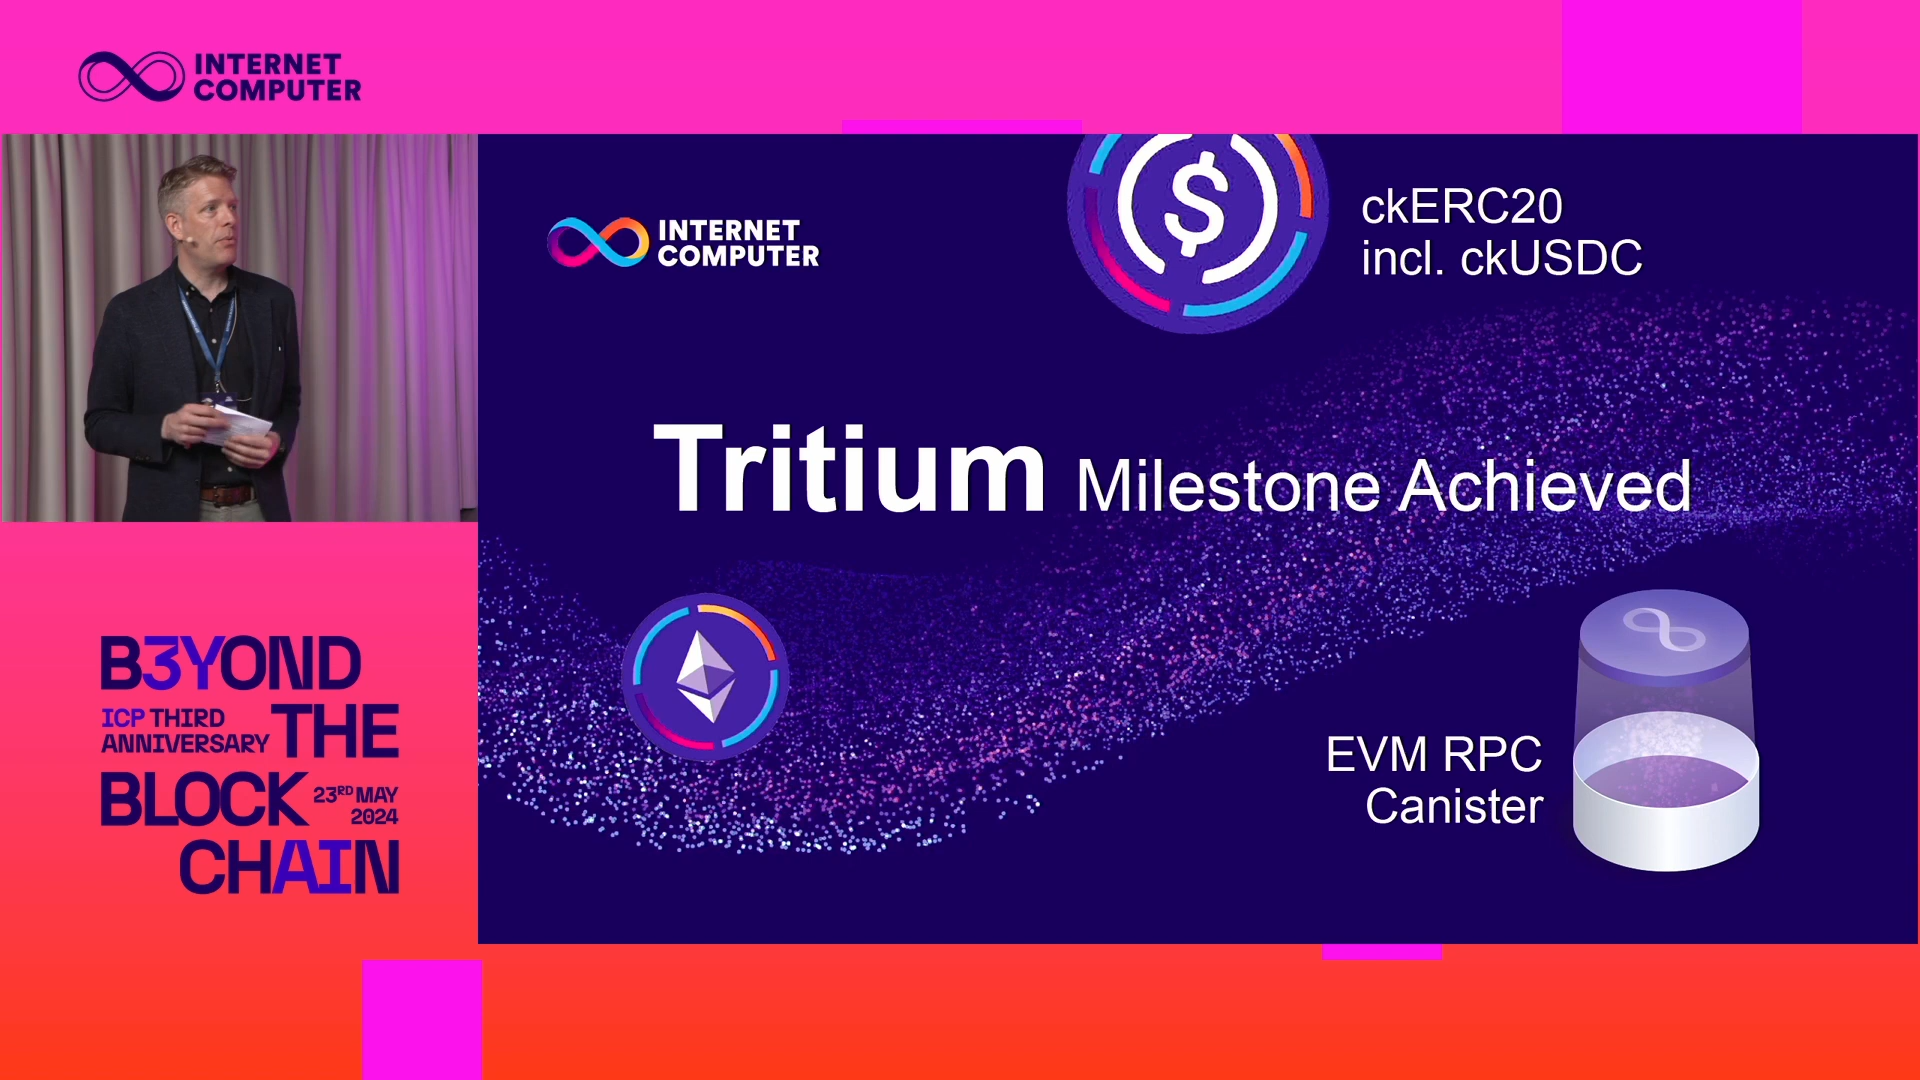 INTERNET
COMPUTER
INTERNET
COMPUTER
$
ckERC20
incl. ckUSDC
Tritium Milestone Achieved
EVM RPC
Canister
B3YOND
ICP THIRD
ANNIVERSARY
THE
BLOCK
23RD MAY
2024
CHAIN